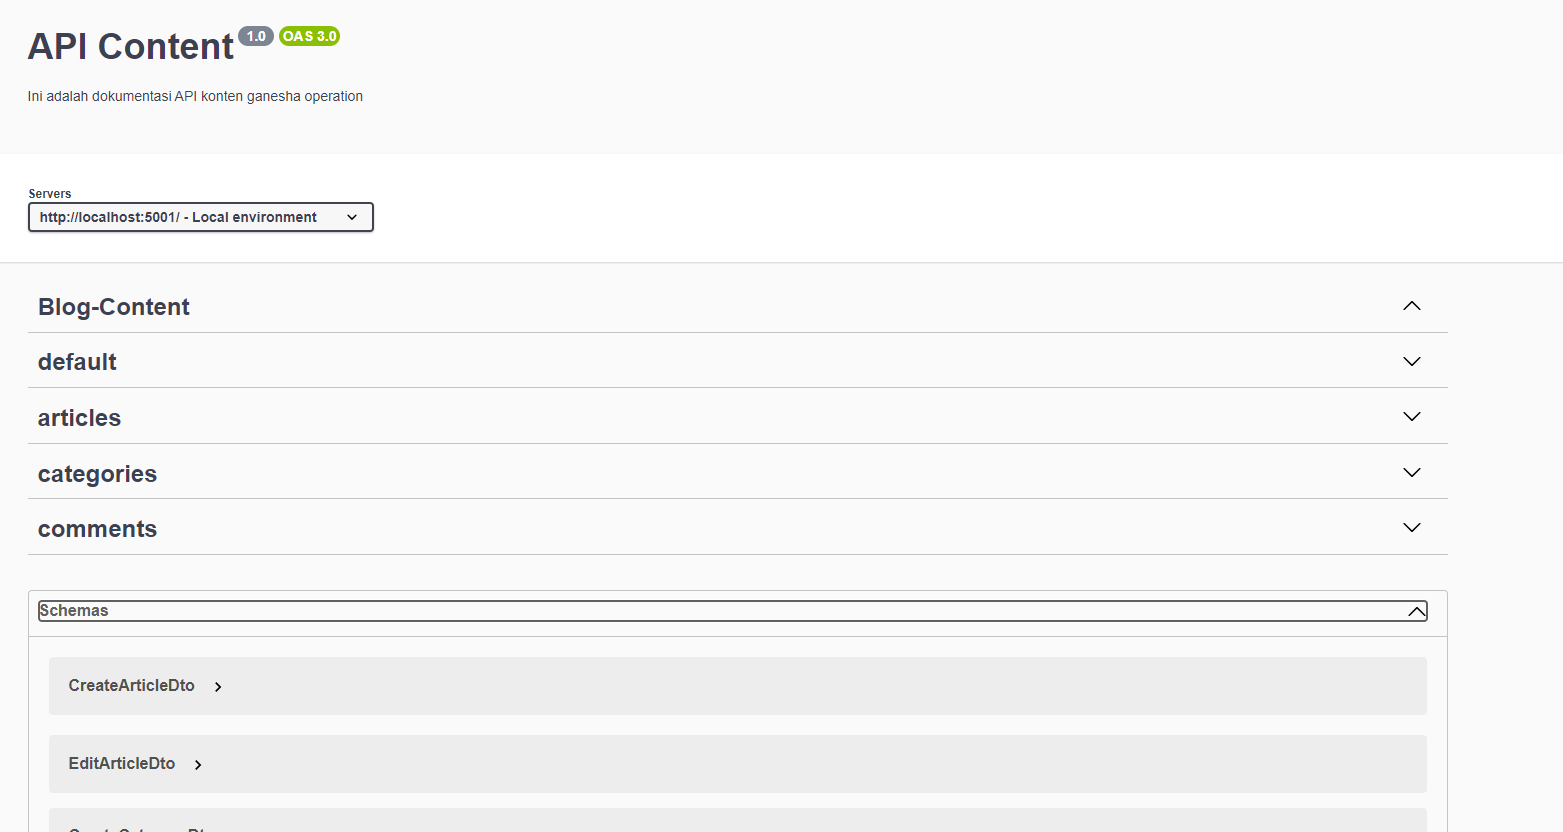 API Content 1.0 OAS 3.0
Ini adalah dokumentasi API konten ganesha operation
Servers
http://localhost:5001/ - Local environment
Blog-Content
default
articles
categories
comments
Schemas
CreateArticleDto
EditArticleDto